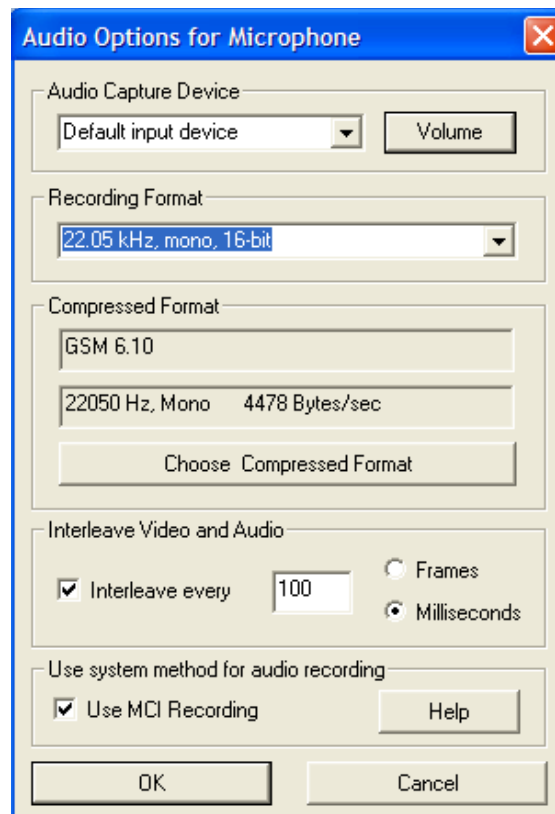 Audio Options for Microphone
Audio Capture Device
Default input device
Volume
Recording Format
22.05 kHz, mono, 16-bit
Compressed Format
GSM 6.10
22050 Hz, Mono 4478 Bytes/sec
Choose Compressed Format
Interleave Video and Audio
Interleave every 100
Frames
Milliseconds
Use system method for audio recording
Use MCI Recording
Help
OK
Cancel